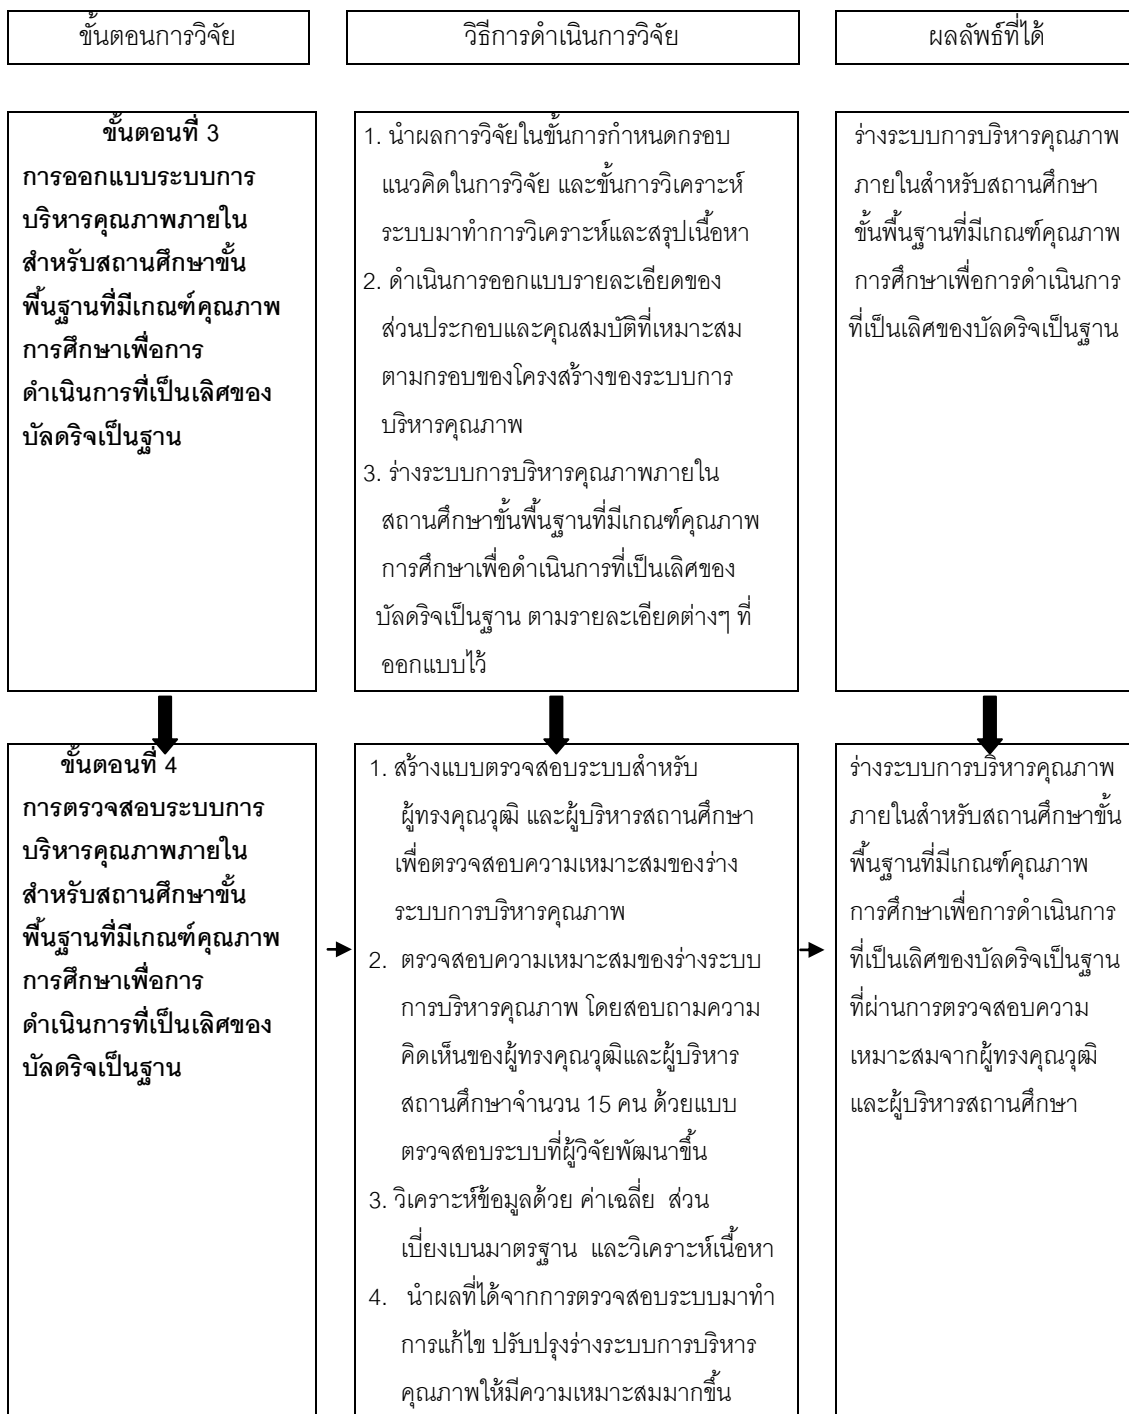 ขั้นตอนการวิจัย
วิธีการดำเนินการวิจัย
ผลลัพธ์ที่ได้
ขั้นตอนที่ 3
การออกแบบระบบการ
บริหารคุณภาพภายใน
สำหรับสถานศึกษาขั้น
พื้นฐานที่มีเกณฑ์คุณภาพ
การศึกษาเพื่อการ
ดำเนินการที่เป็นเลิศของ
บัลดริจเป็นฐาน
1. นำผลการวิจัยในขั้นการกำหนดกรอบ
แนวคิดในการวิจัย และขั้นการวิเคราะห์
ระบบมาทำการวิเคราะห์และสรุปเนื้อหา
2. ดำเนินการออกแบบรายละเอียดของ
ส่วนประกอบและคุณสมบัติที่เหมาะสม
ตามกรอบของโครงสร้างของระบบการ
บริหารคุณภาพ
3. ร่างระบบการบริหารคุณภาพภายใน
สถานศึกษาขั้นพื้นฐานที่มีเกณฑ์คุณภาพ
การศึกษาเพื่อดำเนินการที่เป็นเลิศของ
บัลดริจเป็นฐาน ตามรายละเอียดต่างๆ ที่
ออกแบบไว้
ร่างระบบการบริหารคุณภาพ
ภายในสำหรับสถานศึกษา
ขั้นพื้นฐานที่มีเกณฑ์คุณภาพ
การศึกษาเพื่อการดำเนินการ
ที่เป็นเลิศของบัลดริจเป็นฐาน
ขั้นตอนที่ 4
การตรวจสอบระบบการ
บริหารคุณภาพภายใน
สำหรับสถานศึกษาขั้น
พื้นฐานที่มีเกณฑ์คุณภาพ
การศึกษาเพื่อการ
ดำเนินการที่เป็นเลิศของ
บัลดริจเป็นฐาน
1. สร้างแบบตรวจสอบระบบสำหรับ
ผู้ทรงคุณวุฒิ และผู้บริหารสถานศึกษา
เพื่อตรวจสอบความเหมาะสมของร่าง
ระบบการบริหารคุณภาพ
2. ตรวจสอบความเหมาะสมของร่างระบบ
การบริหารคุณภาพ โดยสอบถามความ
คิดเห็นของผู้ทรงคุณวุฒิและผู้บริหาร
สถานศึกษาจำนวน 15 คน ด้วยแบบ
ตรวจสอบระบบที่ผู้วิจัยพัฒนาขึ้น
3. วิเคราะห์ข้อมูลด้วย ค่าเฉลี่ย ส่วน
เบี่ยงเบนมาตรฐาน และวิเคราะห์เนื้อหา
4. นำผลที่ได้จากการตรวจสอบระบบมาทำ
การแก้ไข ปรับปรุงร่างระบบการบริหาร
คุณภาพให้มีความเหมาะสมมากขึ้น
ร่างระบบการบริหารคุณภาพ
ภายในสำหรับสถานศึกษาขั้น
พื้นฐานที่มีเกณฑ์คุณภาพ
การศึกษาเพื่อการดำเนินการ
ที่เป็นเลิศของบัลดริจเป็นฐาน
ที่ผ่านการตรวจสอบความ
เหมาะสมจากผู้ทรงคุณวุฒิ
และผู้บริหารสถานศึกษา